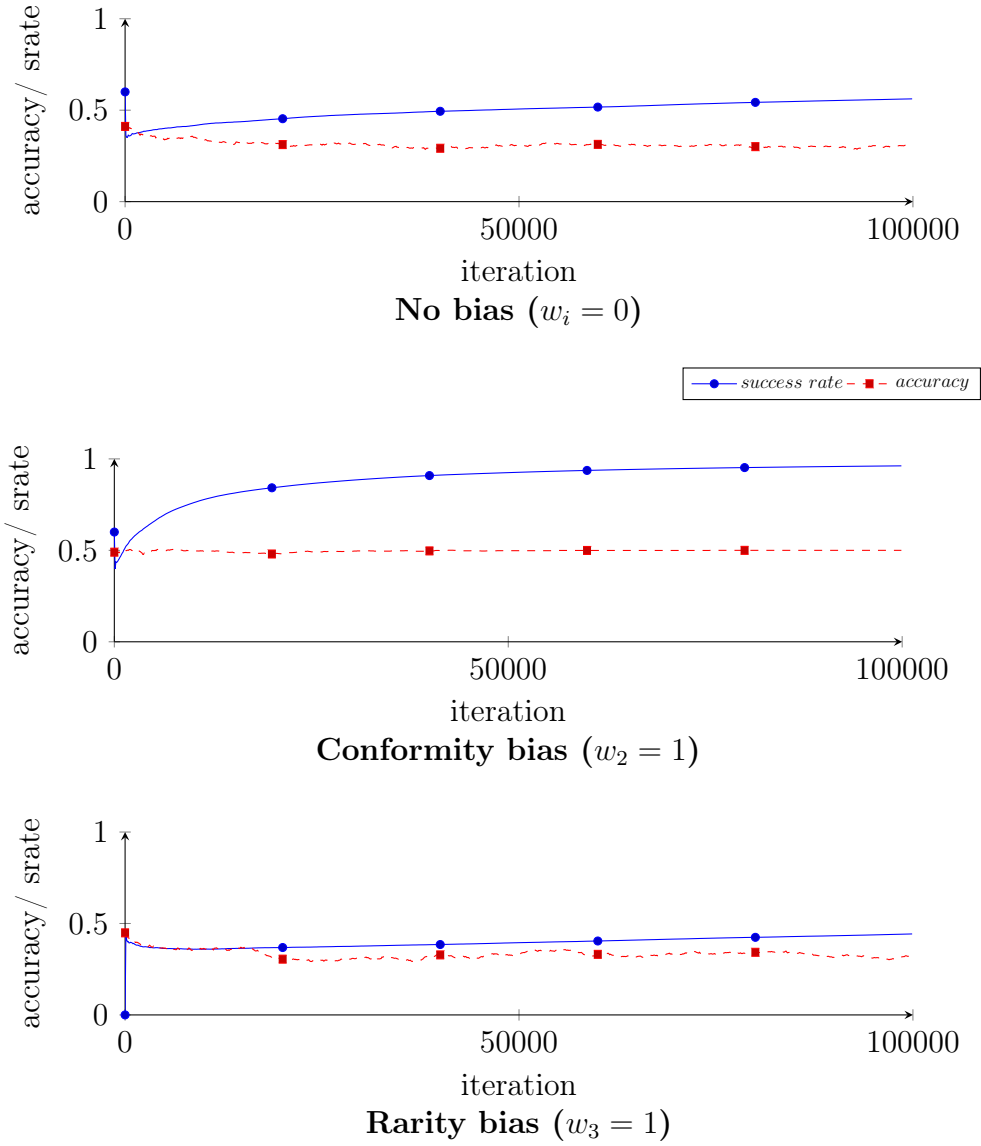 accuracy/ srate
1
0.5
0
0 50000 100000
iteration
No bias (w_i = 0)
success rate accuracy
accuracy/ srate
1
0.5
0
0 50000 100000
iteration
Conformity bias (w_2 = 1)
accuracy/ srate
1
0.5
0
0 50000 100000
iteration
Rarity bias (w_3 = 1)